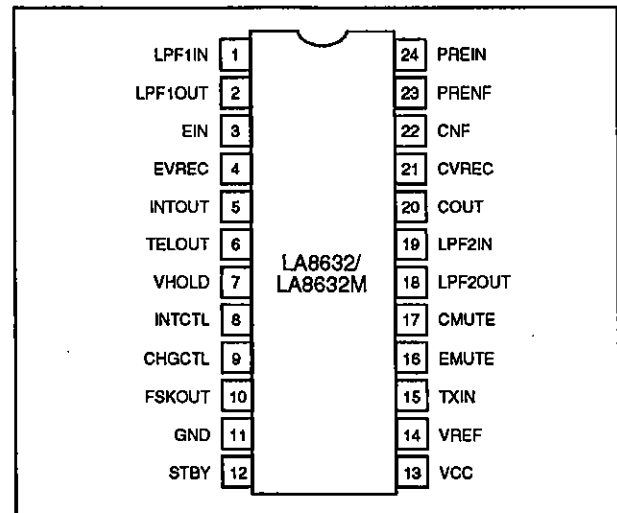 LPF1IN 1 24 PREIN
LPF1OUT 2 23 PRENF
EIN 3 22 CNF
EVREC 4 21 CVREC
INTOUT 5 20 COUT
TELOUT 6 19 LPF2IN
LA8632/
LA8632M
VHOLD 7 18 LPF2OUT
INTCTL 8 17 CMUTE
CHGCTL 9 16 EMUTE
FSKOUT 10 15 TXIN
GND 11 14 VREF
STBY 12 13 VCC